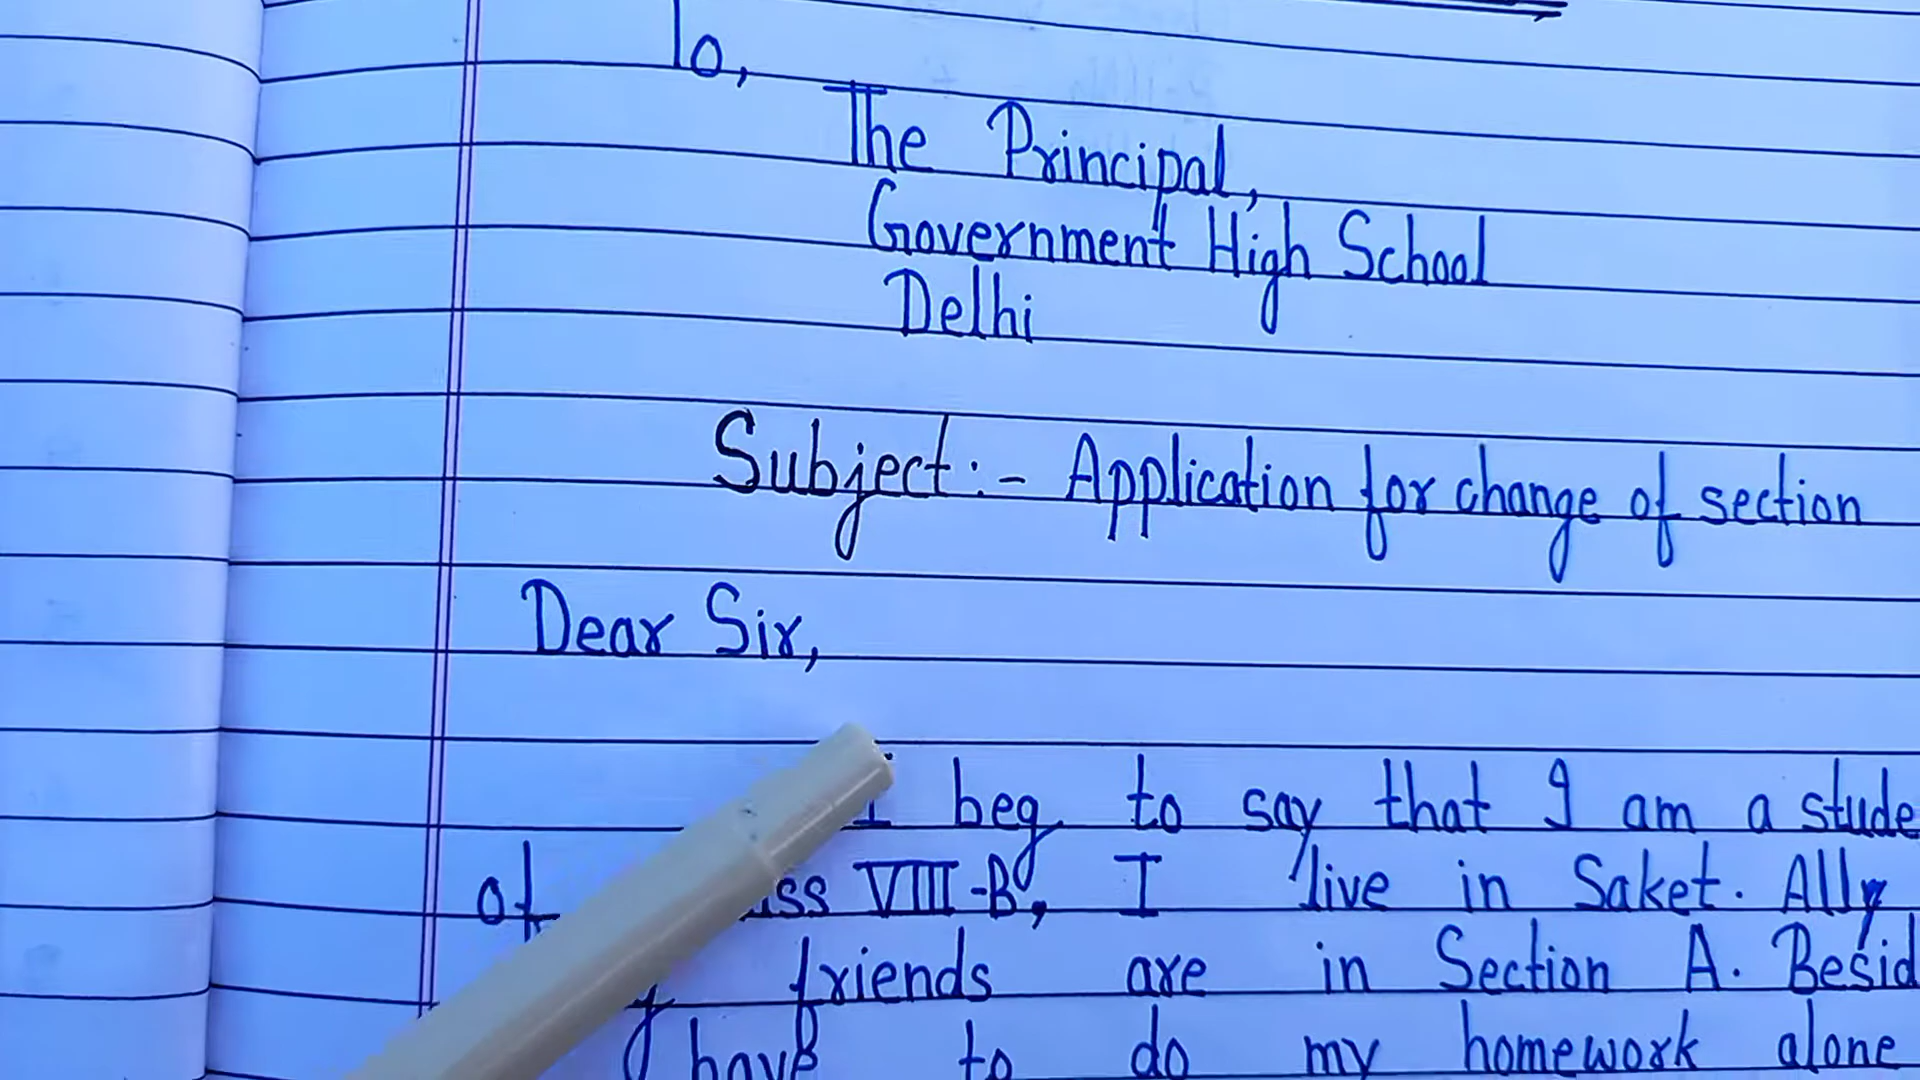 To,
The Principal,
Government High School
Delhi
Subject:- Application for change of section
Dear Sir,
I beg to say that I am a stude
of VIII-B, I live in Saket. All
friends are in Section A. Besid
have to do my homework alone